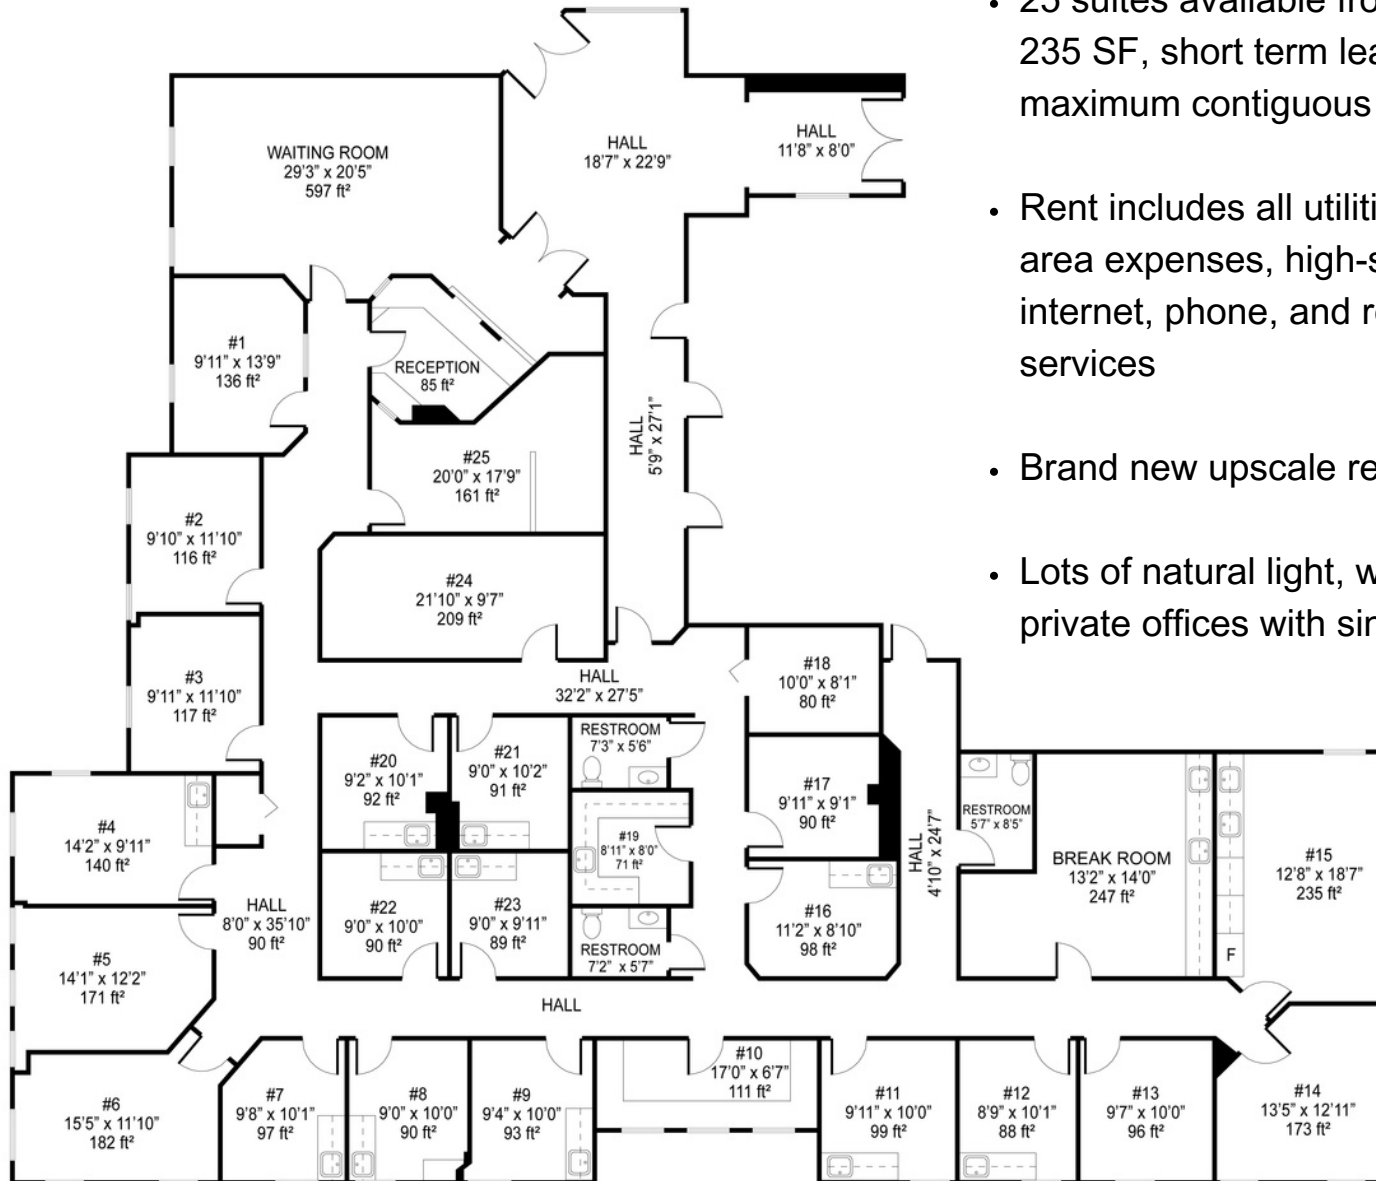 • 25 suites available
235 SF, short term
maximum contiguous
• Rent includes all
area expenses,
internet, phone, and
services
• Brand new upscale
• Lots of natural light,
private offices with
WAITING ROOM
29'3" x 20'5"
597 ft²
HALL
18'7" x 22'9"
HALL
11'8" x 8'0"
#1
9'11" x 13'9"
136 ft²
RECEPTION
85 ft²
HALL
5'9" x 27'1"
#25
20'0" x 17'9"
161 ft²
#2
9'10" x 11'10"
116 ft²
#24
21'10" x 9'7"
209 ft²
#3
9'11" x 11'10"
117 ft²
HALL
32'2" x 27'5"
#18
10'0" x 8'1"
80 ft²
#20
9'2" x 10'1"
92 ft²
#21
9'0" x 10'2"
91 ft²
RESTROOM
7'3" x 5'6"
#17
9'11" x 9'1"
90 ft²
HALL
4'10" x 24'7"
RESTROOM
5'7" x 8'5"
#4
14'2" x 9'11"
140 ft²
#19
8'11" x 8'0"
71 ft²
BREAK ROOM
13'2" x 14'0"
247 ft²
#15
12'8" x 18'7"
235 ft²
F
HALL
8'0" x 35'10"
90 ft²
#22
9'0" x 10'0"
90 ft²
#23
9'0" x 9'11"
89 ft²
RESTROOM
7'2" x 5'7"
#16
11'2" x 8'10"
98 ft²
#5
14'1" x 12'2"
171 ft²
HALL
#6
15'5" x 11'10"
182 ft²
#7
9'8" x 10'1"
97 ft²
#8
9'0" x 10'0"
90 ft²
#9
9'4" x 10'0"
93 ft²
#10
17'0" x 6'7"
111 ft²
#11
9'11" x 10'0"
99 ft²
#12
8'9" x 10'1"
88 ft²
#13
9'7" x 10'0"
96 ft²
#14
13'5" x 12'11"
173 ft²